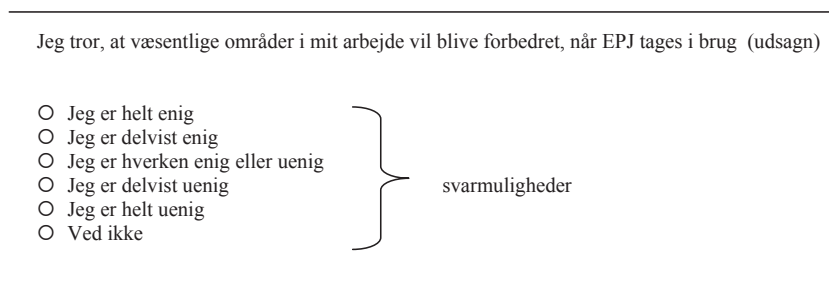 Jeg tror, at væsentlige områder i mit arbejde vil blive forbedret, når EPJ tages i brug (udsagn)
Jeg er helt enig
Jeg er delvist enig
Jeg er hverken enig eller uenig
Jeg er delvist uenig
Jeg er helt uenig
Ved ikke
svarmuligheder